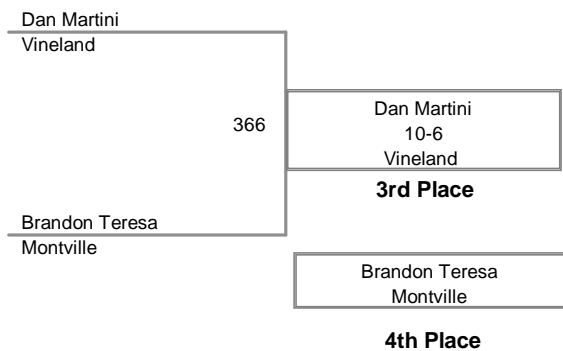 Dan Martini
Vineland
366
Dan Martini
10-6
Vineland
3rd Place
Brandon Teresa
Montville
Brandon Teresa
Montville
4th Place